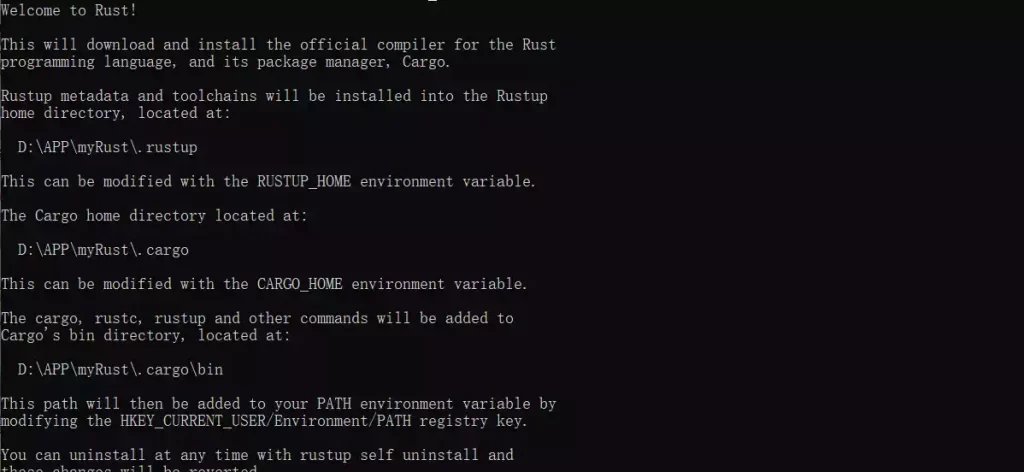 Welcome to Rust!
This will download and install the official compiler for the Rust
programming language, and its package manager, Cargo.
Rustup metadata and toolchains will be installed into the Rustup
home directory, located at:
D:\APP\myRust\.rustup
This can be modified with the RUSTUP_HOME environment variable.
The Cargo home directory located at:
D:\APP\myRust\.cargo
This can be modified with the CARGO_HOME environment variable.
The cargo, rustc, rustup and other commands will be added to
Cargo's bin directory, located at:
D:\APP\myRust\.cargo\bin
This path will then be added to your PATH environment variable by
modifying the HKEY_CURRENT_USER/Environment/PATH registry key.
You can uninstall at any time with rustup self uninstall and
these changes will be reverted.